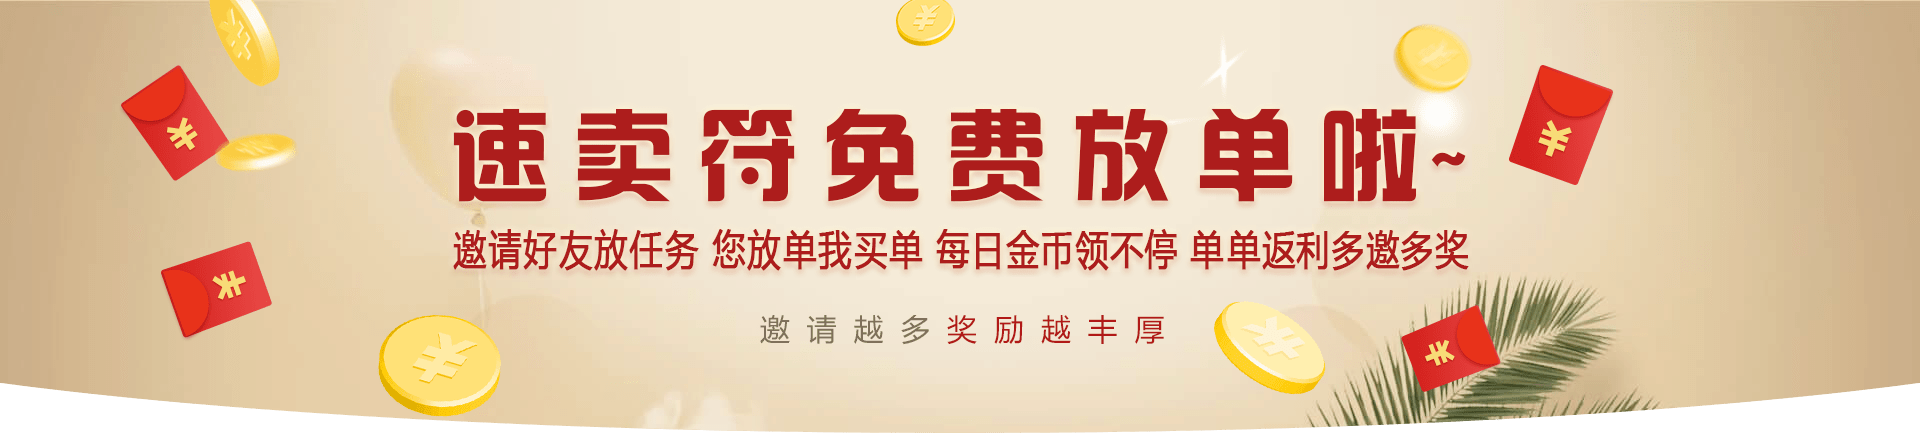 速卖符免费放单啦~
邀请好友放任务 您放单我买单 每日金币领不停 单单返利多邀多奖
邀请越多奖励越丰厚